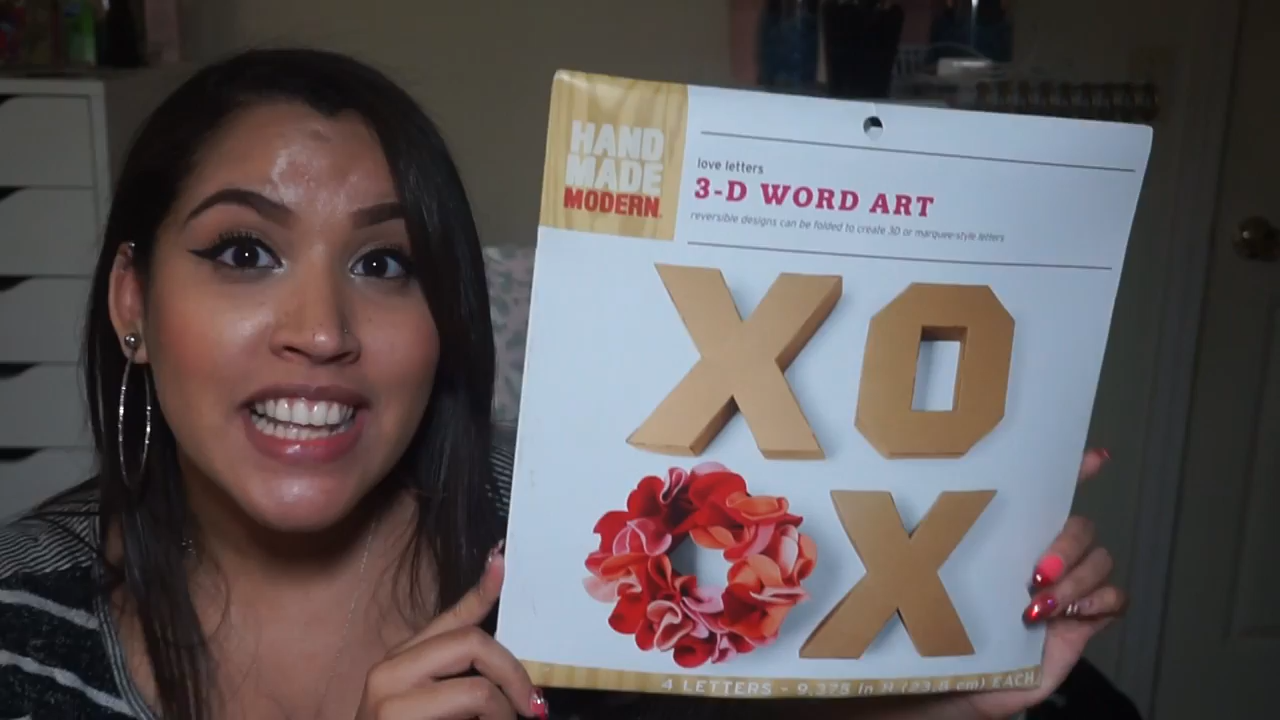 HAND
MADE
MODERN.
love letters
3-D WORD ART
reversible designs can be folded to create 3D or marquee-style letters
XO
X
4 LETTERS - 9.375 in H (23.8 cm) EACH